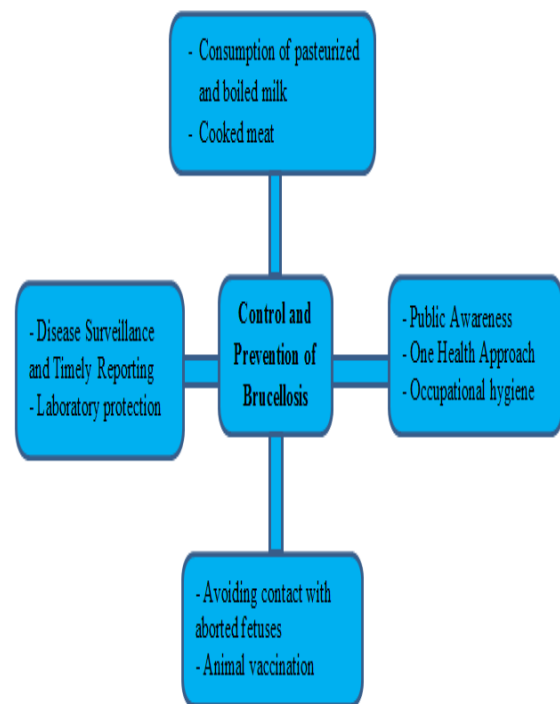 - Consumption of pasteurized
and boiled milk
- Cooked meat
- Disease Surveillance
and Timely Reporting
- Laboratory protection
Control and
Prevention of
Brucellosis
- Public Awareness
- One Health Approach
- Occupational hygiene
- Avoiding contact with
aborted fetuses
- Animal vaccination